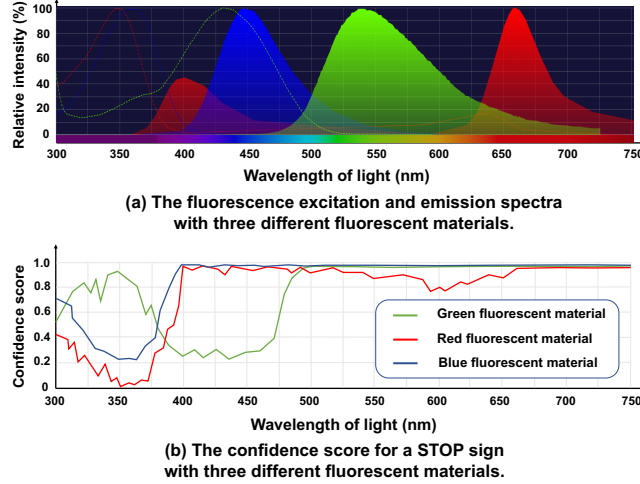 Relative intensity (%)
100
80
60
40
20
0
300 350 400 450 500 550 600 650 700 750
Wavelength of light (nm)
(a) The fluorescence excitation and emission spectra
with three different fluorescent materials.
Confidence score
1.0
0.8
0.6
0.4
0.2
0
Green fluorescent material
Red fluorescent material
Blue fluorescent material
300 350 400 450 500 550 600 650 700 750
Wavelength of light (nm)
(b) The confidence score for a STOP sign
with three different fluorescent materials.